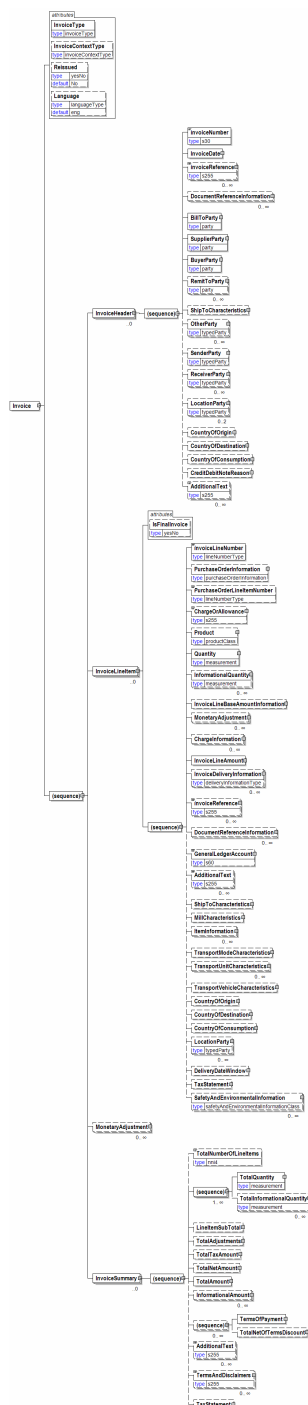 attributes
InvoiceType
type invoiceType
InvoiceContextType
type invoiceContextType
Reissued
type yesNo
default No
Language
type languageType
default eng
InvoiceNumber
type s30
InvoiceDate
InvoiceReference
type s255
0..∞
DocumentReferenceInformation
0..∞
BillToParty
type party
SupplierParty
type party
BuyerParty
type party
RemitToParty
type party
0..∞
InvoiceHeader
..0
(sequence)
ShipToCharacteristics
OtherParty
type typedParty
0..∞
SenderParty
type typedParty
ReceiverParty
type typedParty
0..∞
LocationParty
type typedParty
0..2
Invoice
CountryOfOrigin
CountryOfDestination
CountryOfConsumption
CreditDebitNoteReason
AdditionalText
type s255
0..∞
attributes
IsFinalInvoice
type yesNo
InvoiceLineNumber
type lineNumberType
PurchaseOrderInformation
type purchaseOrderInformation
PurchaseOrderLineItemNumber
type lineNumberType
ChargeOrAllowance
type s255
Product
type productClass
Quantity
type measurement
InvoiceLineItem
..0
InformationalQuantity
type measurement
0..∞
InvoiceLineBaseAmountInformation
MonetaryAdjustment
0..∞
ChargeInformation
0..∞
InvoiceLineAmount
InvoiceDeliveryInformation
type deliveryInformationType
0..∞
(sequence)
InvoiceReference
type s255
0..∞
(sequence)
DocumentReferenceInformation
0..∞
GeneralLedgerAccount
type s60
AdditionalText
type s255
0..∞
ShipToCharacteristics
MillCharacteristics
ItemInformation
0..∞
TransportModeCharacteristics
TransportUnitCharacteristics
0..∞
TransportVehicleCharacteristics
CountryOfOrigin
CountryOfDestination
CountryOfConsumption
LocationParty
type typedParty
0..∞
DeliveryDateWindow
TaxStatement
SafetyAndEnvironmentalInformation
type safetyAndEnvironmentalInformationClass
0..∞
MonetaryAdjustment
0..∞
TotalNumberOfLineItems
type nni4
(sequence)
1..∞
TotalQuantity
type measurement
TotalInformationalQuantity
type measurement
0..∞
LineItemSubTotal
TotalAdjustments
TotalTaxAmount
TotalNetAmount
InvoiceSummary
..0
(sequence)
TotalAmount
InformationalAmount
0..∞
(sequence)
0..∞
TermsOfPayment
TotalNetOfTermsDiscount
AdditionalText
type s255
0..∞
TermsAndDisclaimers
type s255
0..∞
TaxStatement